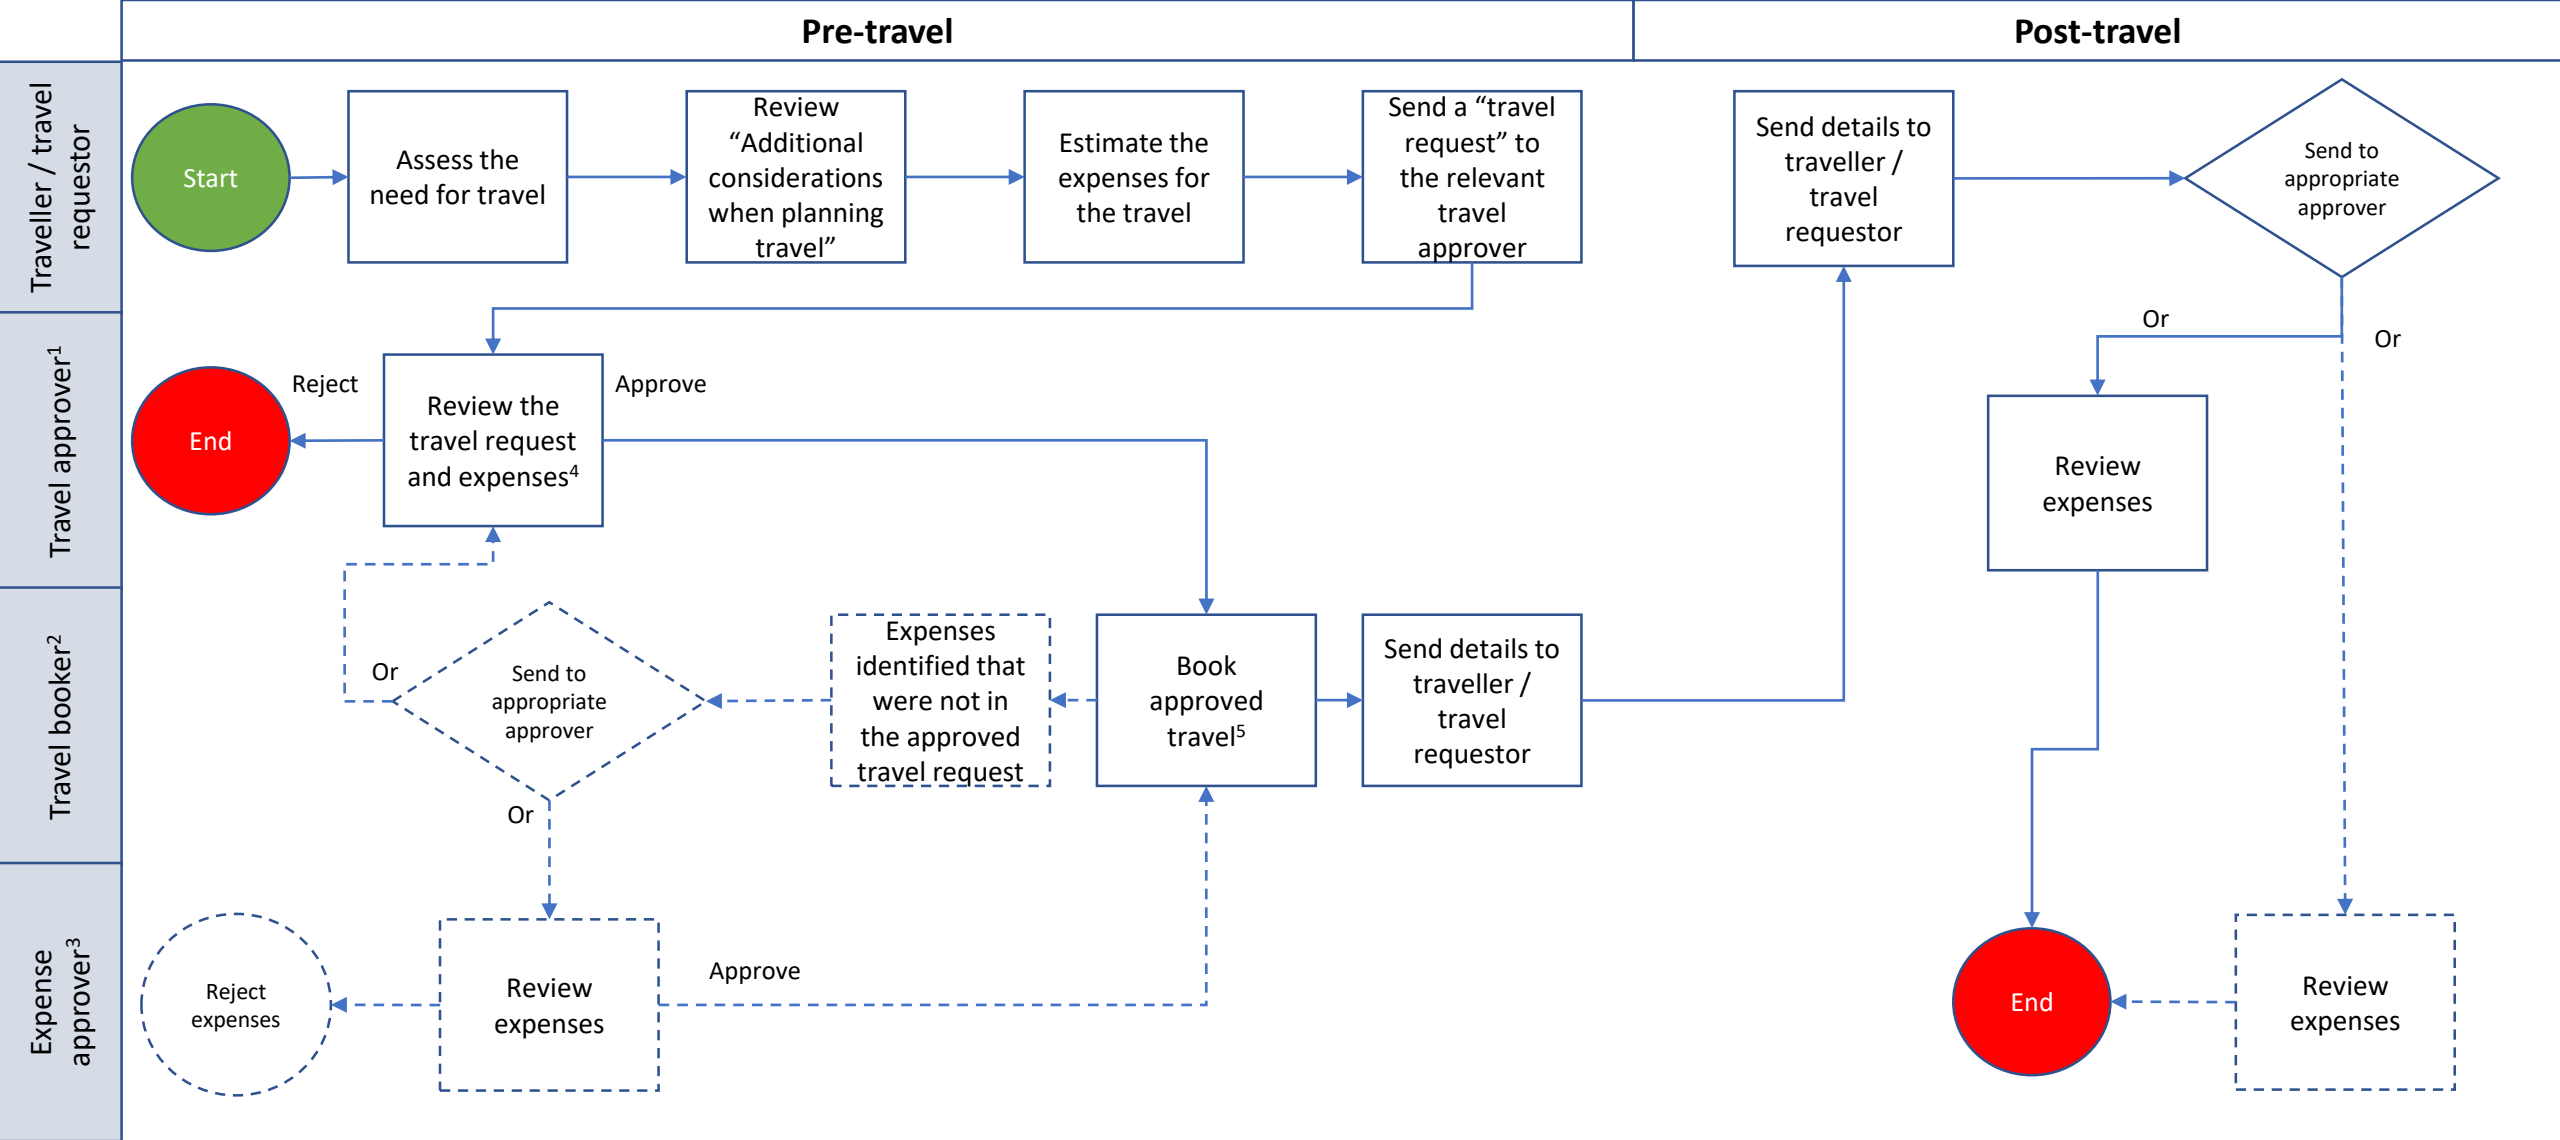 Pre-travel
Post-travel
Traveller / travel
requestor
Start
Assess the
need for travel
Review
“Additional
considerations
when planning
travel”
Estimate the
expenses for
the travel
Send a “travel
request” to
the relevant
travel
approver
Send details to
traveller /
travel
requestor
Send to
appropriate
approver
Or
Or
Travel approver1
End
Reject
Review the
travel request
and expenses4
Approve
Review
expenses
Travel booker2
Or
Send to
appropriate
approver
Or
Expenses
identified that
were not in
the approved
travel request
Book
approved
travel5
Send details to
traveller /
travel
requestor
Expense
approver3
Reject
expenses
Review
expenses
Approve
End
Review
expenses